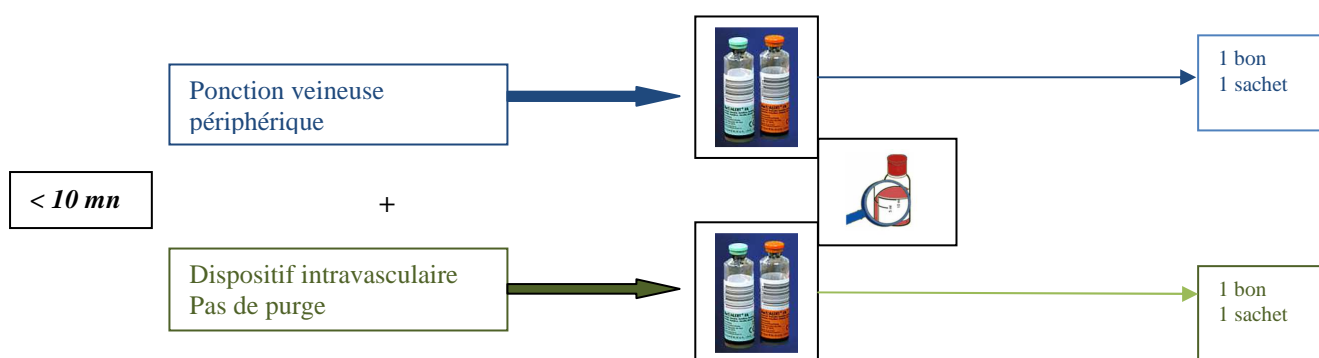 Ponction veineuse
périphérique
1 bon
1 sachet
< 10 mn
+
Dispositif intravasculaire
Pas de purge
1 bon
1 sachet